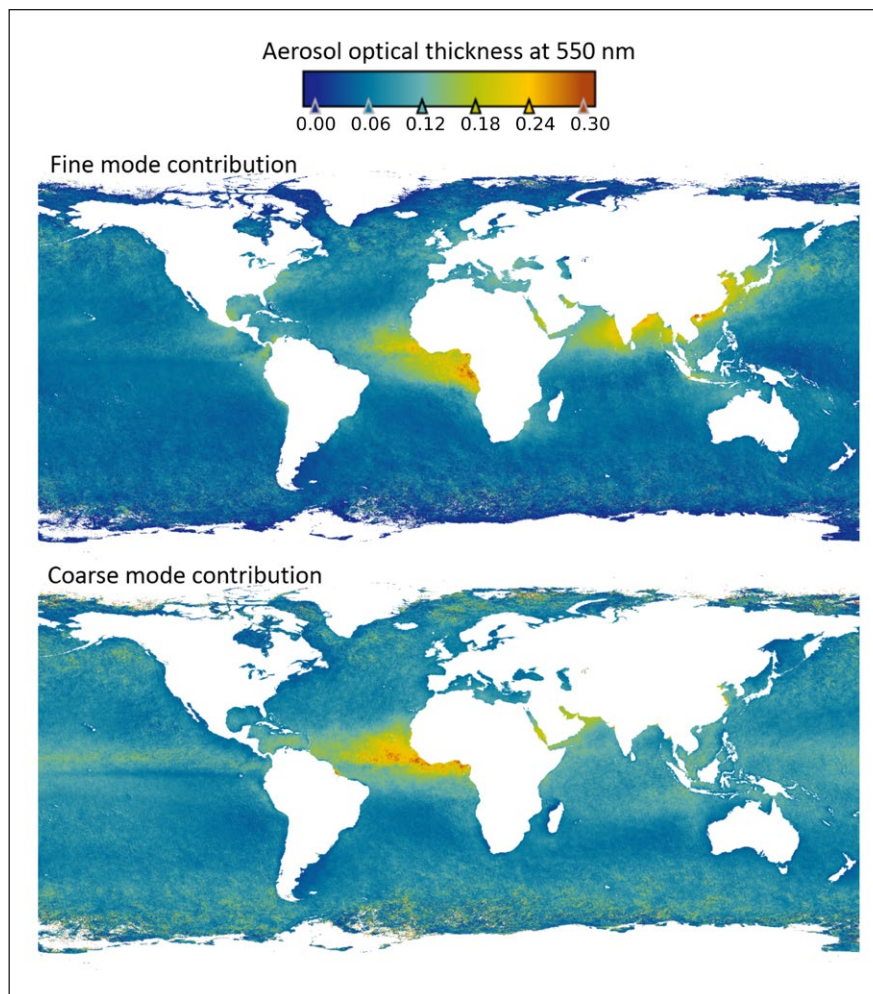 Aerosol optical thickness at 550 nm
0.00 0.06 0.12 0.18 0.24 0.30
Fine mode contribution
Coarse mode contribution